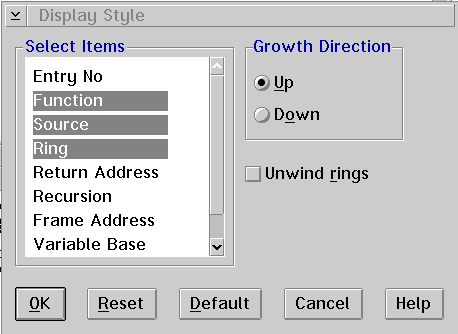 Display Style
Select Items
Entry No
Function
Source
Ring
Return Address
Recursion
Frame Address
Variable Base
Growth Direction
Up
Down
Unwind rings
OK
Reset
Default
Cancel
Help